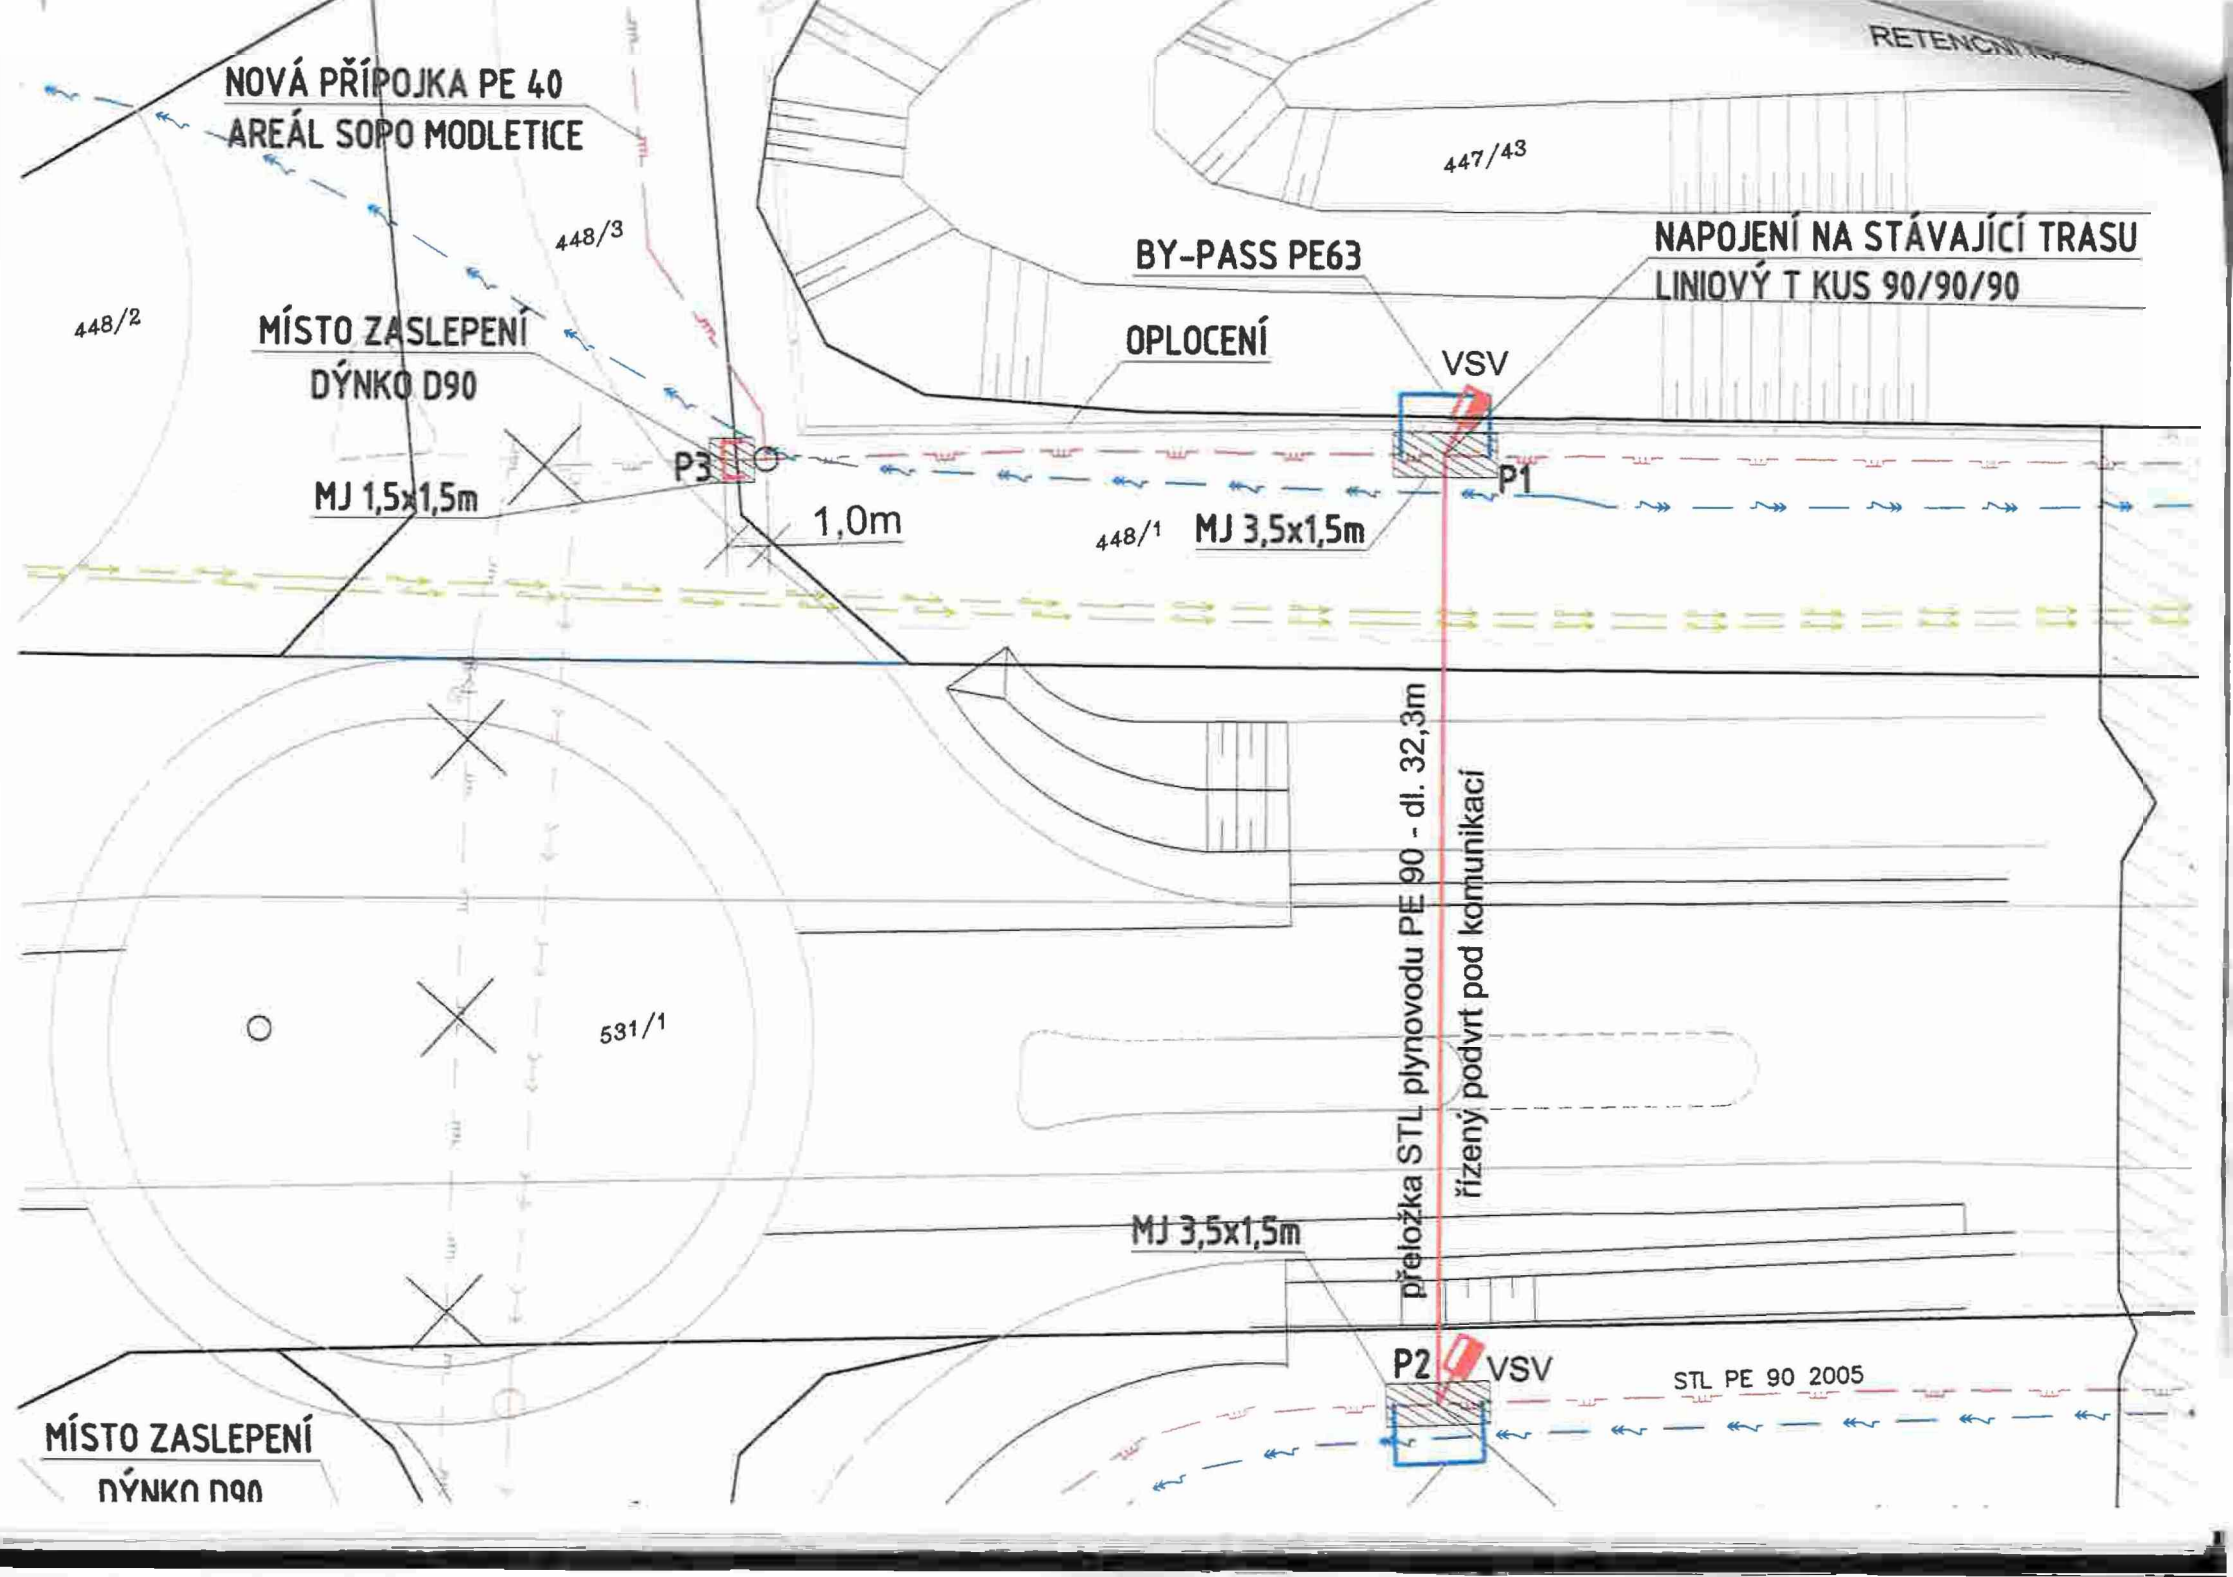 RETENČNÍ
NOVÁ PŘÍPOJKA PE 40
AREÁL SOPO MODLETICE
447/43
448/3
NAPOJENÍ NA STÁVAJÍCÍ TRASU
LINIOVÝ T KUS 90/90/90
BY-PASS PE63
448/2
MÍSTO ZASLEPENÍ
DÝNKO D90
OPLOCENÍ
VSV
P3
P1
MJ 1,5x1,5m
1,0m
448/1
MJ 3,5x1,5m
přeložka STL plynovodu PE 90 - dl. 32,3m
řízený podvrt pod komunikací
531/1
MJ 3,5x1,5m
P2
VSV
STL PE 90 2005
MÍSTO ZASLEPENÍ
DÝNKO D90